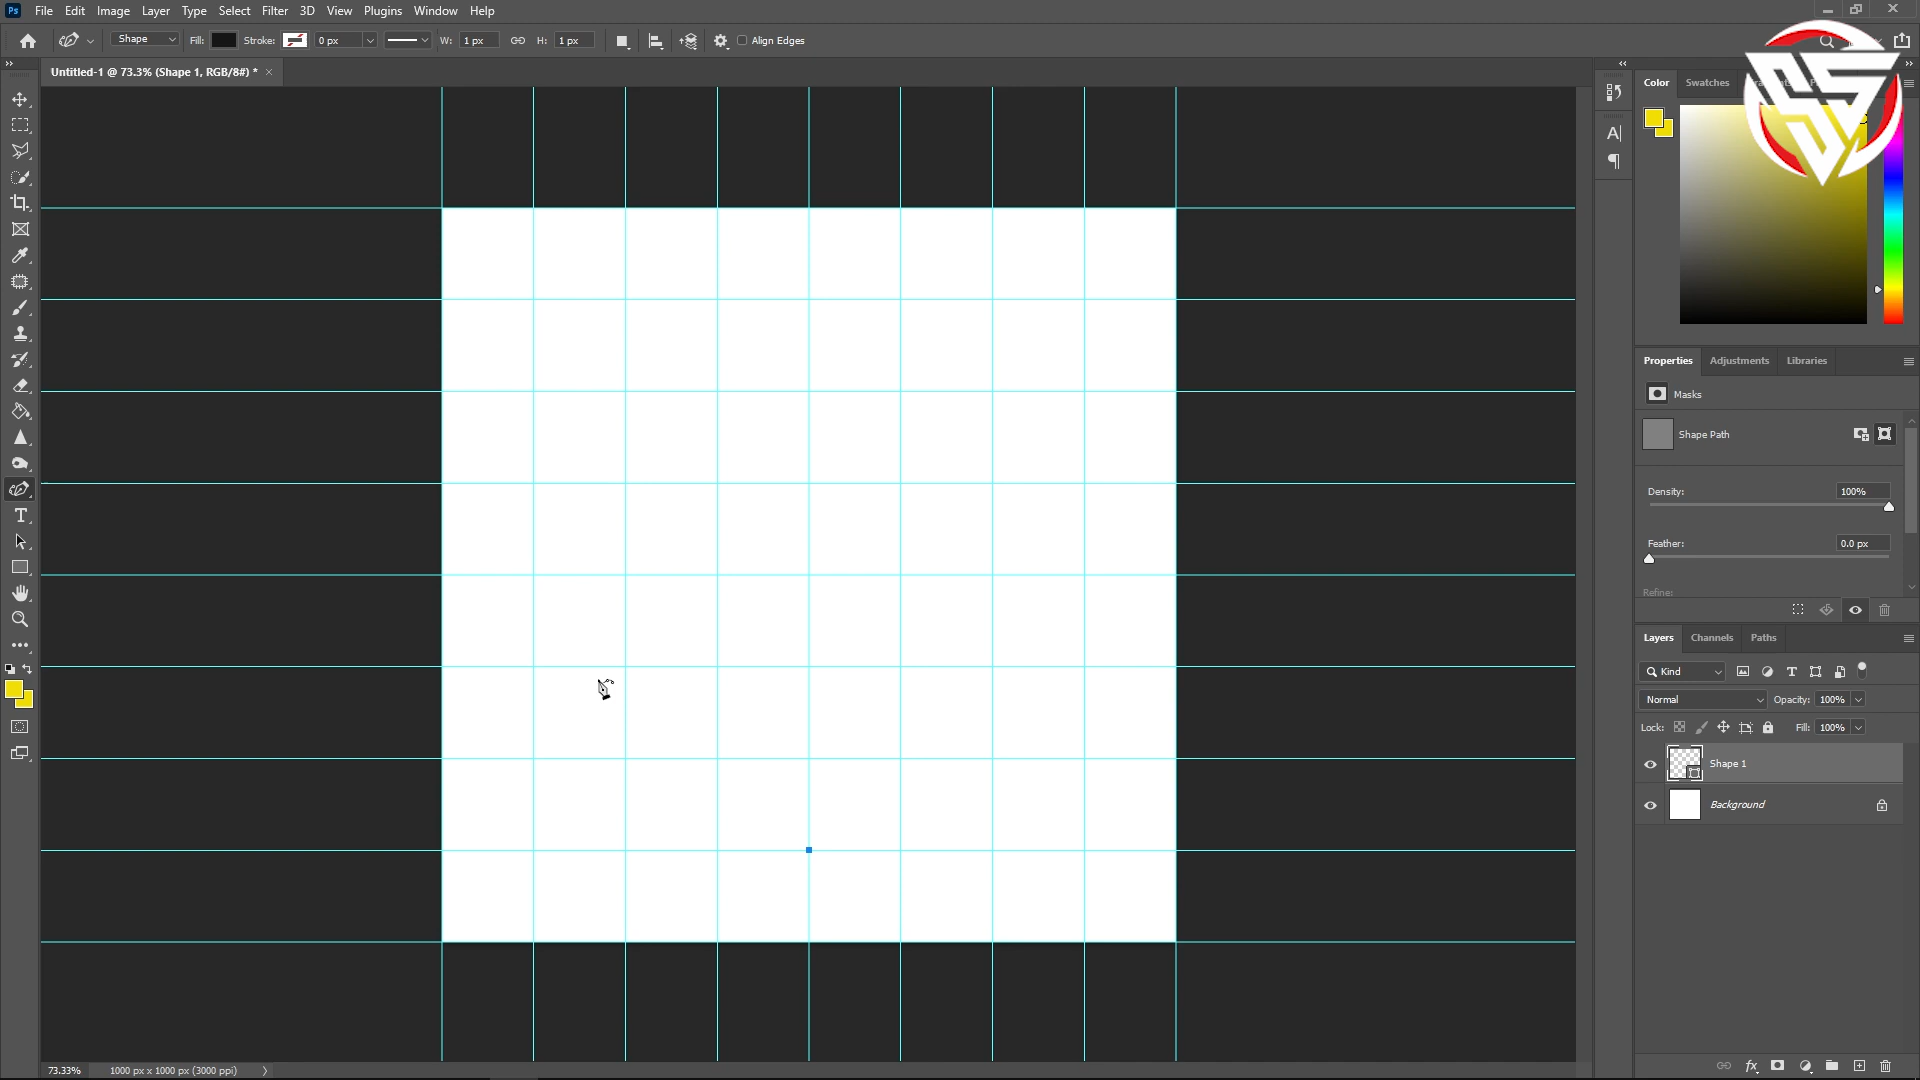 Ps File Edit Image Layer Type Select Filter 3D View Plugins Window Help
Shape Fill: Stroke: 0 px W: 1 px H: 1 px Align Edges
Untitled-1 @ 73.3% (Shape 1, RGB/8#) *
Color Swatches
Properties Adjustments Libraries
Masks
Shape Path
Density: 100%
Feather: 0.0 px
Refine:
Layers Channels Paths
Kind
Normal Opacity: 100%
Lock: Fill: 100%
Shape 1
Background
73.33% 1000 px x 1000 px (3000 ppi)